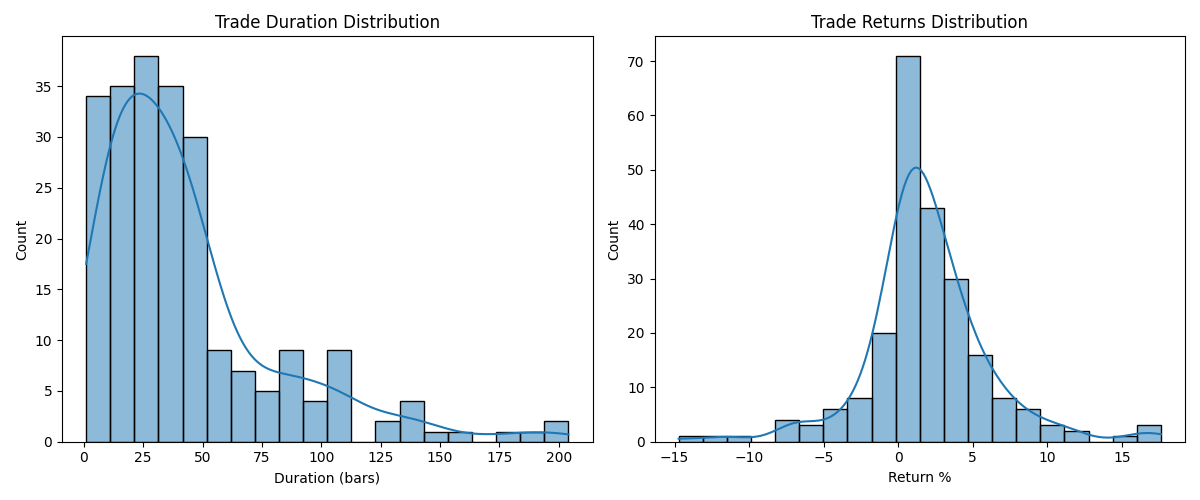 Trade Duration Distribution
Count
35
30
25
20
15
10
5
0
0 25 50 75 100 125 150 175 200
Duration (bars)
Trade Returns Distribution
Count
70
60
50
40
30
20
10
0
−15 −10 −5 0 5 10 15
Return %